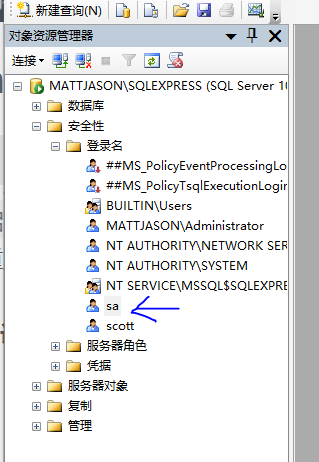 新建查询(N)
对象资源管理器
连接
MATTJASON\SQLEXPRESS (SQL Server 10
数据库
安全性
登录名
##MS_PolicyEventProcessingLo
##MS_PolicyTsqlExecutionLogin
BUILTIN\Users
MATTJASON\Administrator
NT AUTHORITY\NETWORK SER
NT AUTHORITY\SYSTEM
NT SERVICE\MSSQL$SQLEXPRE
sa
scott
服务器角色
凭据
服务器对象
复制
管理